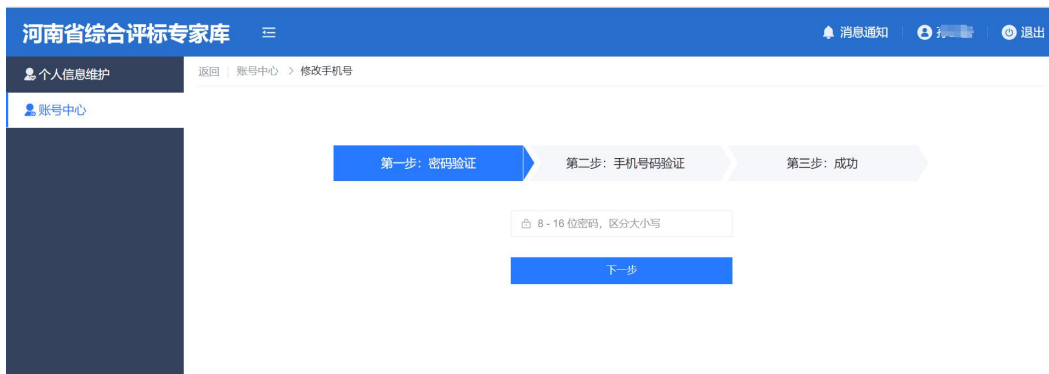 河南省综合评标专家库
消息通知
退出
个人信息维护
返回 | 账号中心 > 修改手机号
账号中心
第一步：密码验证
第二步：手机号码验证
第三步：成功
8 - 16 位密码，区分大小写
下一步